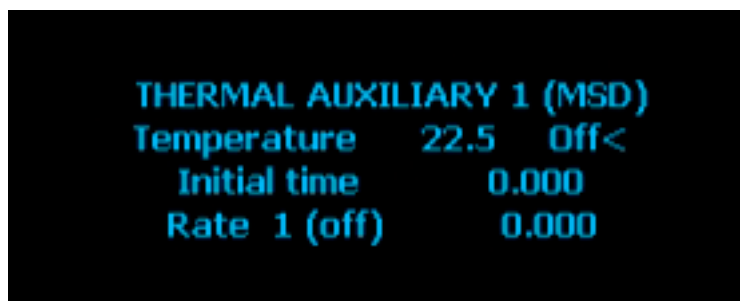 THERMAL AUXILIARY 1 (MSD)
Temperature 22.5 Off<
Initial time 0.000
Rate 1 (off) 0.000